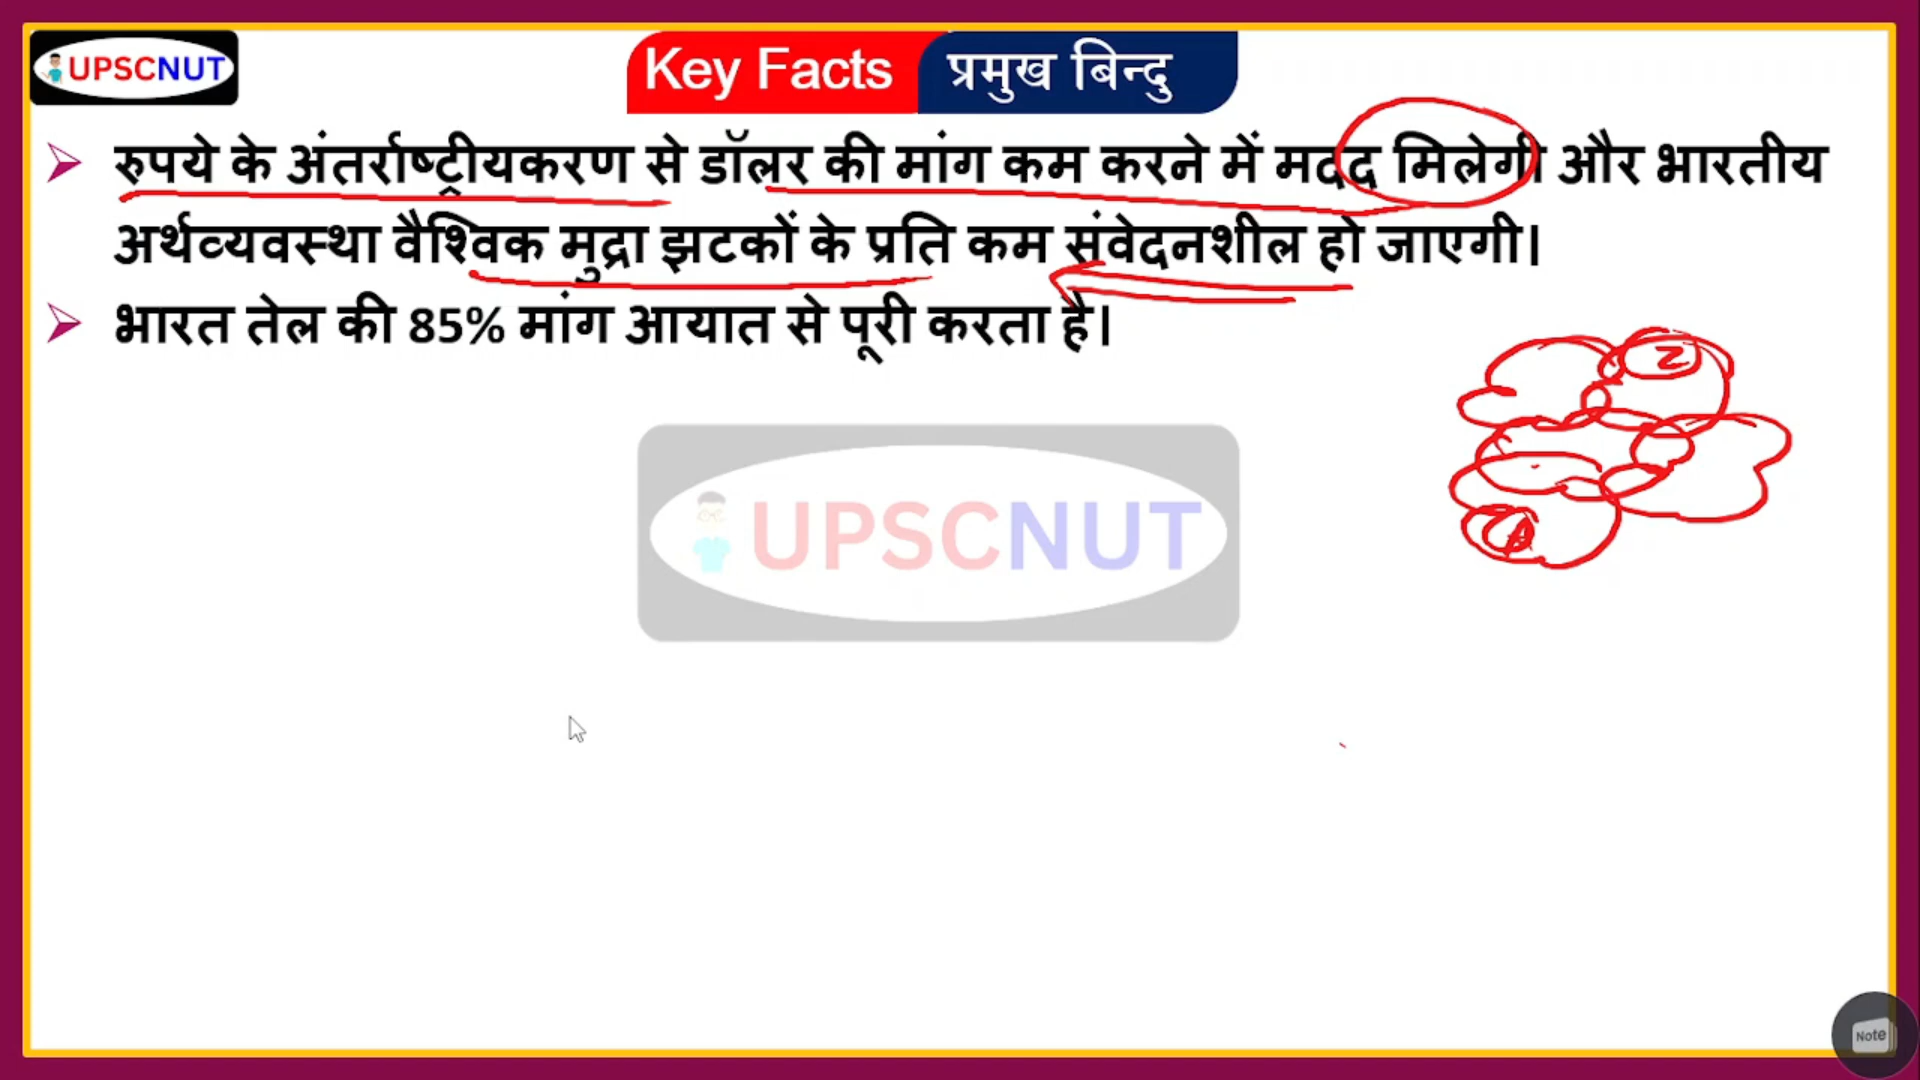 UPSCNUT
Key Facts प्रमुख बिन्दु
रुपये के अंतर्राष्ट्रीयकरण से डॉलर की मांग कम करने में मदद मिलेगी और भारतीय
अर्थव्यवस्था वैश्विक मुद्रा झटकों के प्रति कम संवेदनशील हो जाएगी।
भारत तेल की 85% मांग आयात से पूरी करता है।
Z
A
UPSCNUT
Note